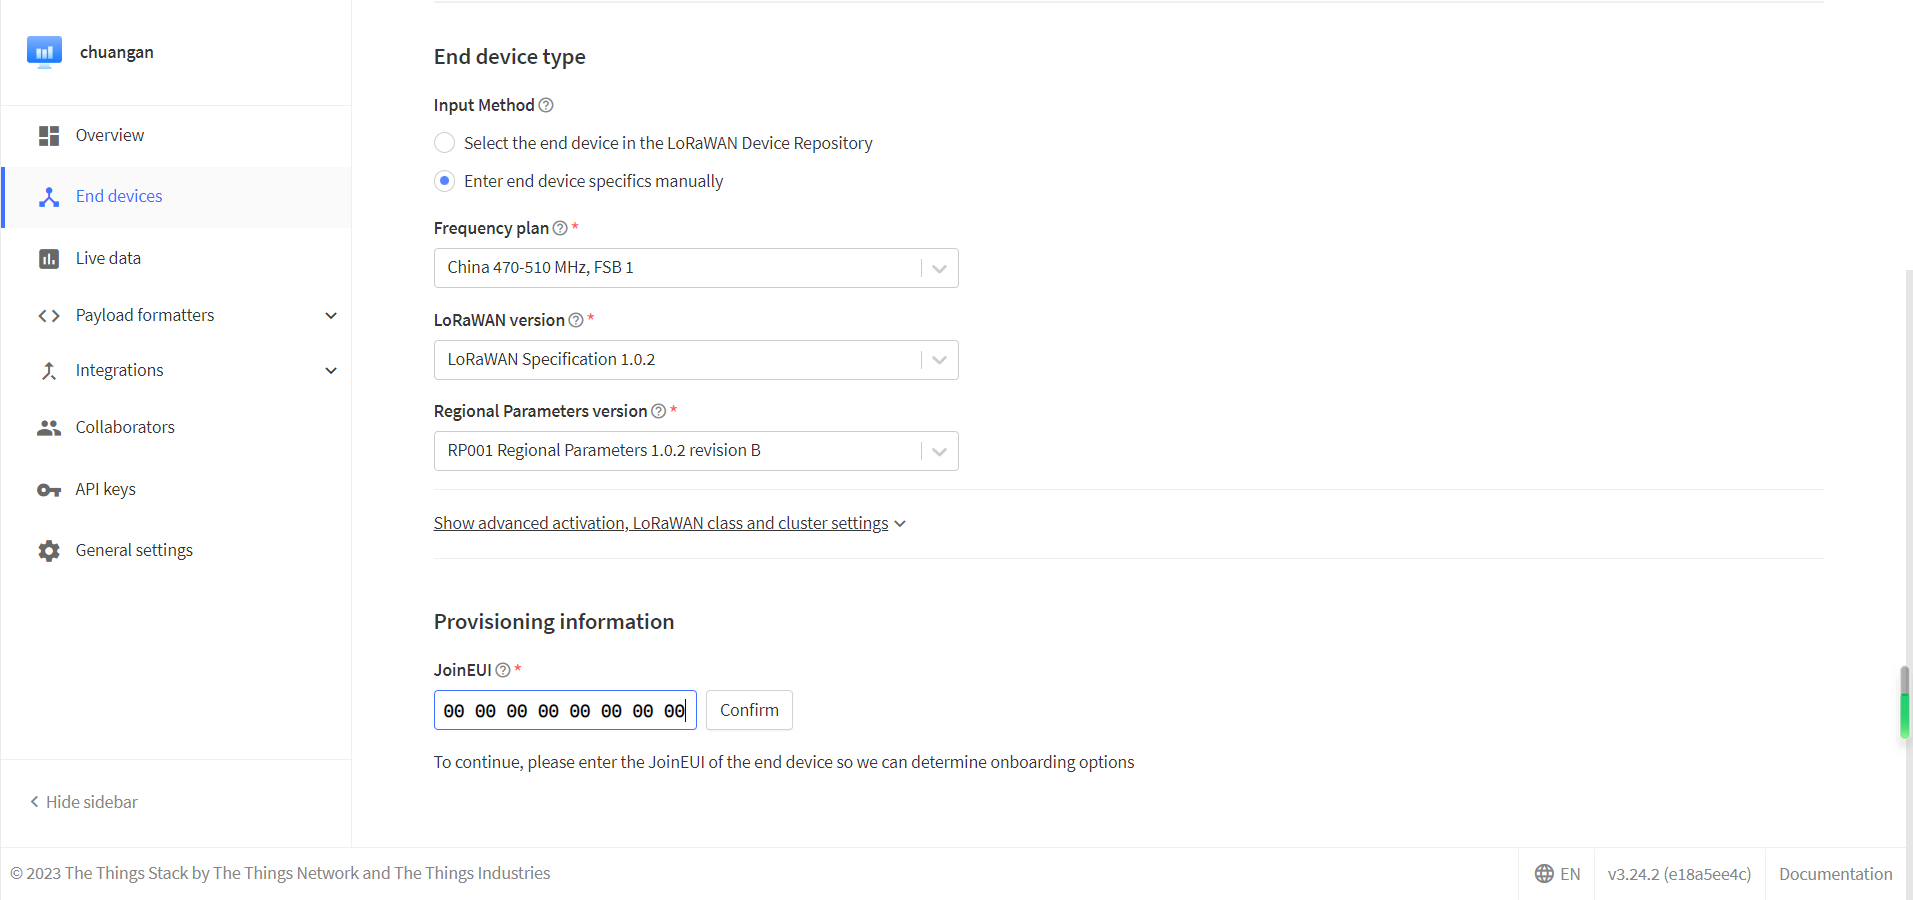 chuangan
Overview
End devices
Live data
Payload formatters
Integrations
Collaborators
API keys
General settings
Hide sidebar
End device type
Input Method
Select the end device in the LoRaWAN Device Repository
Enter end device specifics manually
Frequency plan *
China 470-510 MHz, FSB 1
LoRaWAN version *
LoRaWAN Specification 1.0.2
Regional Parameters version *
RP001 Regional Parameters 1.0.2 revision B
Show advanced activation, LoRaWAN class and cluster settings
Provisioning information
JoinEUI *
00 00 00 00 00 00 00 00
Confirm
To continue, please enter the JoinEUI of the end device so we can determine onboarding options
© 2023 The Things Stack by The Things Network and The Things Industries
EN
v3.24.2 (e18a5ee4c)
Documentation